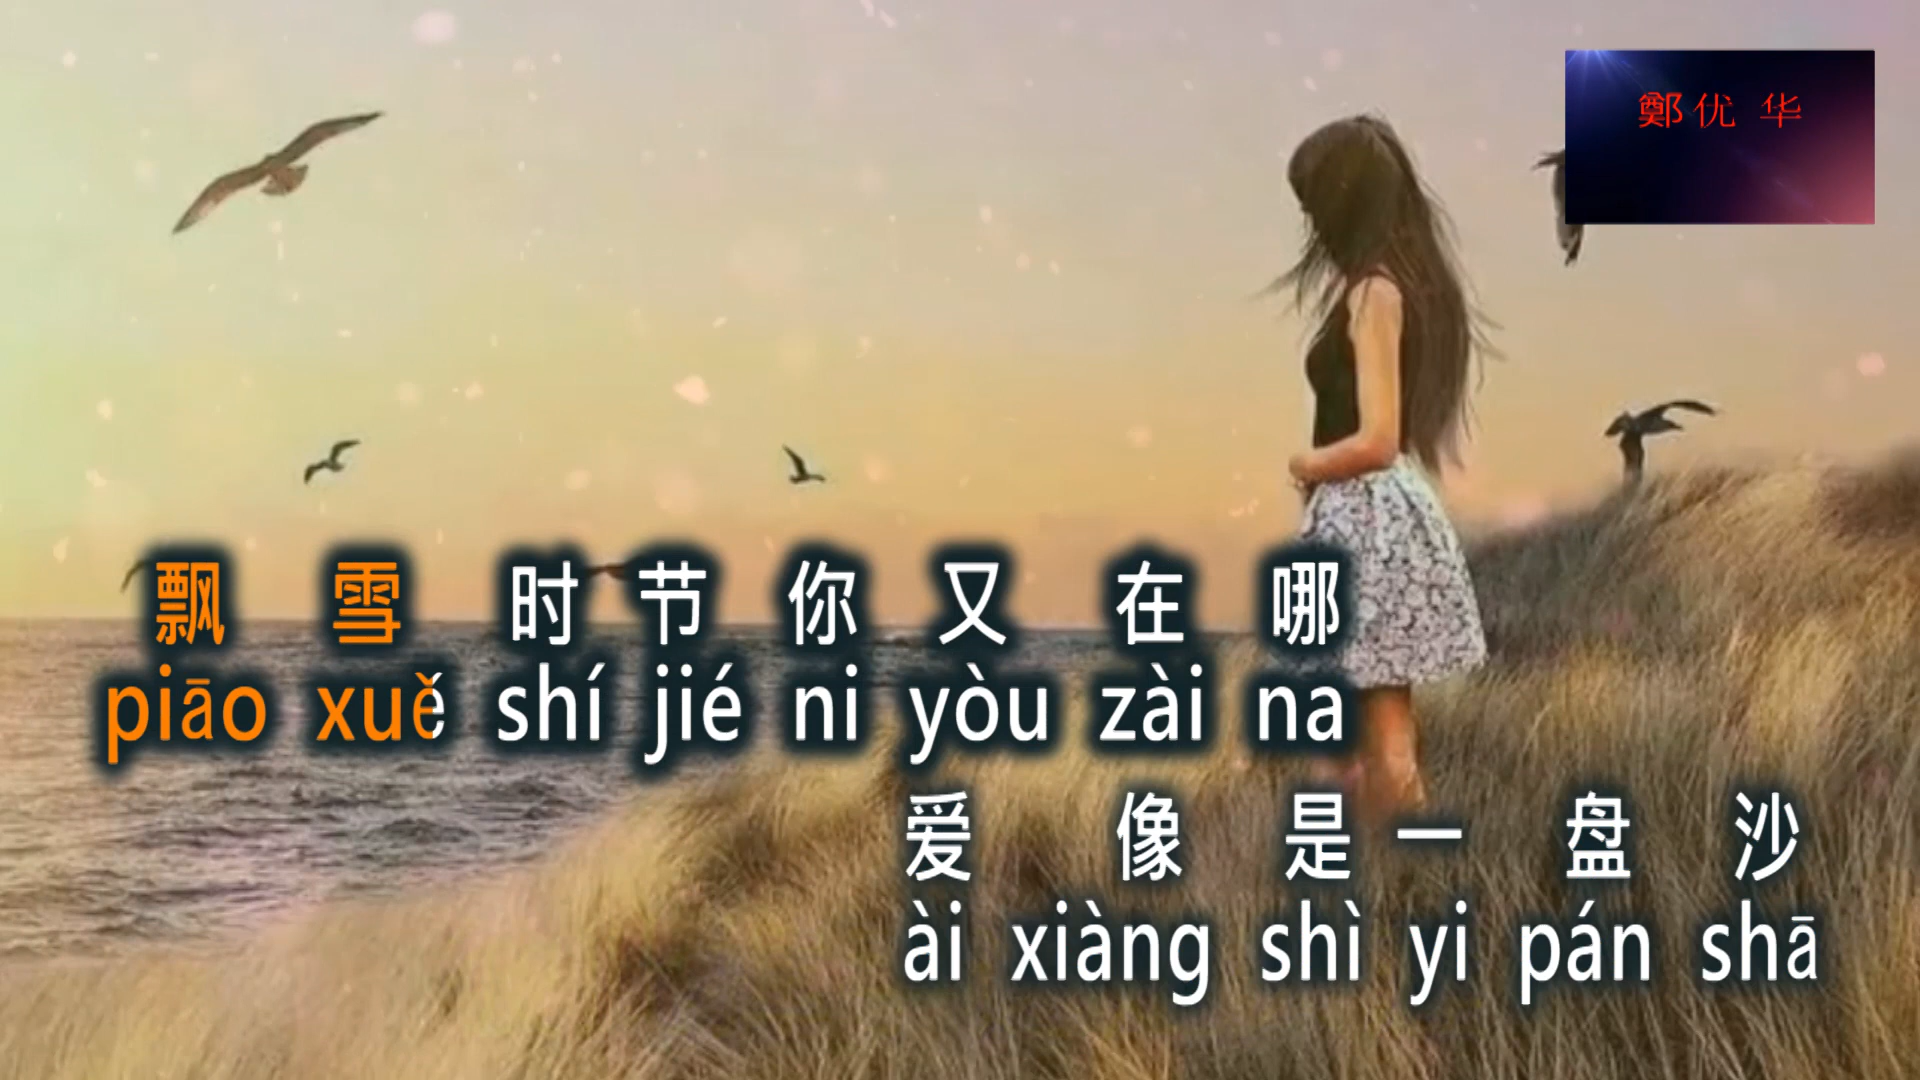 鄭优 华
飘 雪 时 节 你 又 在 哪
piāo xuě shí jié ni yòu zài na
爱 像 是 一 盘 沙
ài xiàng shì yi pán shā